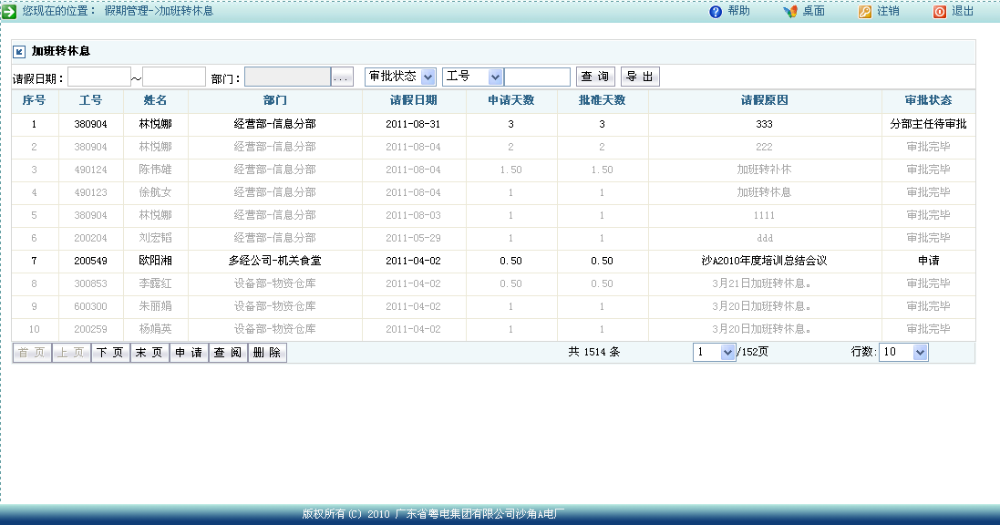 您现在的位置： 假期管理->加班转休息 帮助 桌面 注销 退出
加班转休息
请假日期： ～ 部门： ... 审批状态 工号 查 询 导 出
序号 工号 姓名 部门 请假日期 申请天数 批准天数 请假原因 审批状态
1 380904 林悦娜 经营部-信息分部 2011-08-31 3 3 333 分部主任待审批
2 380904 林悦娜 经营部-信息分部 2011-08-04 2 2 222 审批完毕
3 490124 陈伟雄 经营部-信息分部 2011-08-04 1.50 1.50 加班转补休 审批完毕
4 490123 徐航女 经营部-信息分部 2011-08-04 1 1 加班转休息 审批完毕
5 380904 林悦娜 经营部-信息分部 2011-08-03 1 1 1111 审批完毕
6 200204 刘宏韬 经营部-信息分部 2011-05-29 1 1 ddd 审批完毕
7 200549 欧阳湘 多经公司-机关食堂 2011-04-02 0.50 0.50 沙A2010年度培训总结会议 申请
8 300853 李露红 设备部-物资仓库 2011-04-02 0.50 0.50 3月21日加班转休息。 审批完毕
9 600300 朱丽娟 设备部-物资仓库 2011-04-02 1 1 3月20日加班转休息。 审批完毕
10 200259 杨娟英 设备部-物资仓库 2011-04-02 1 1 3月20日加班转休息。 审批完毕
首 页 上 页 下 页 末 页 申 请 查 阅 删 除 共 1514 条 1 /152页 行数: 10
版权所有(C) 2010 广东省粤电集团有限公司沙角A电厂